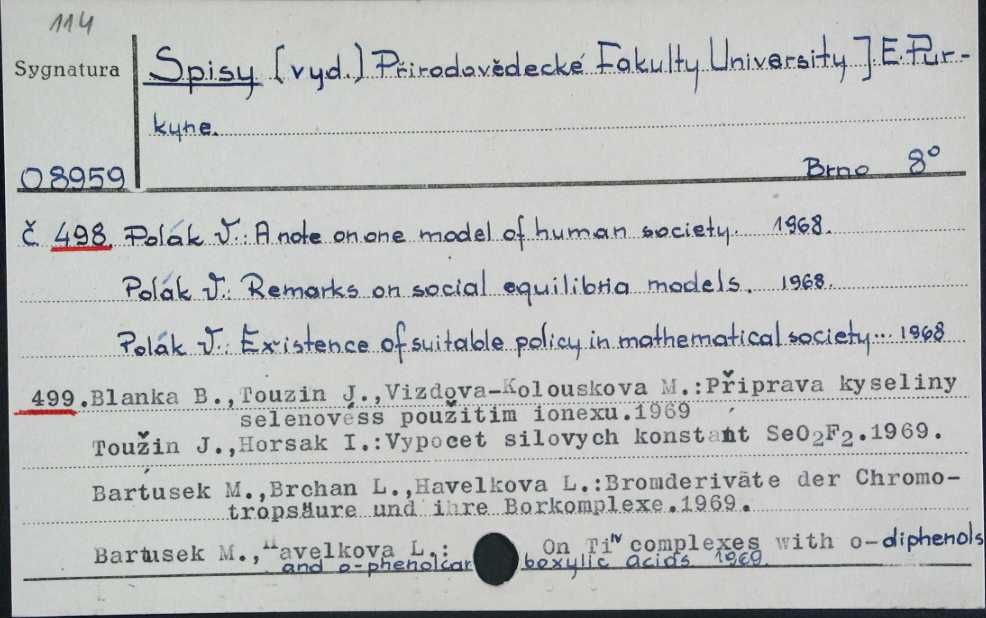 114
Sygnatura
Spisy [vyd.] Přirodovědecké Fakulty University J. E. Pur-
kyne.
O 8959
Brno 8°
č. 498. Polák V.: A note on one model of human society. 1968.
Polák V.: Remarks on social equilibria models. 1968.
Polák V.: Existence of suitable policy in mathematical society... 1968
499. Blanka B., Touzin J., Vizdova-Kolouskova M.: Připrava kyseliny
selenovéss použitim ionexu. 1969
Toužin J., Horsak I.: Vypocet silovych konstant SeO₂F₂. 1969.
Bartusek M., Brchan L., Havelkova L.: Bromderiväte der Chromo-
tropsäure und ihre Borkomplexe. 1969.
Bartusek M., Havelkova L.: On Ti^IV complexes with o-diphenols
and o-phenolcarboxylic acids 1969.